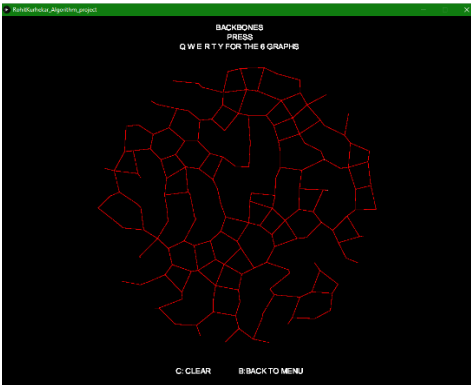 RohitKurhekar_Algorithm_project
BACKBONES
PRESS
Q W E R T Y FOR THE 6 GRAPHS
C: CLEAR
B:BACK TO MENU